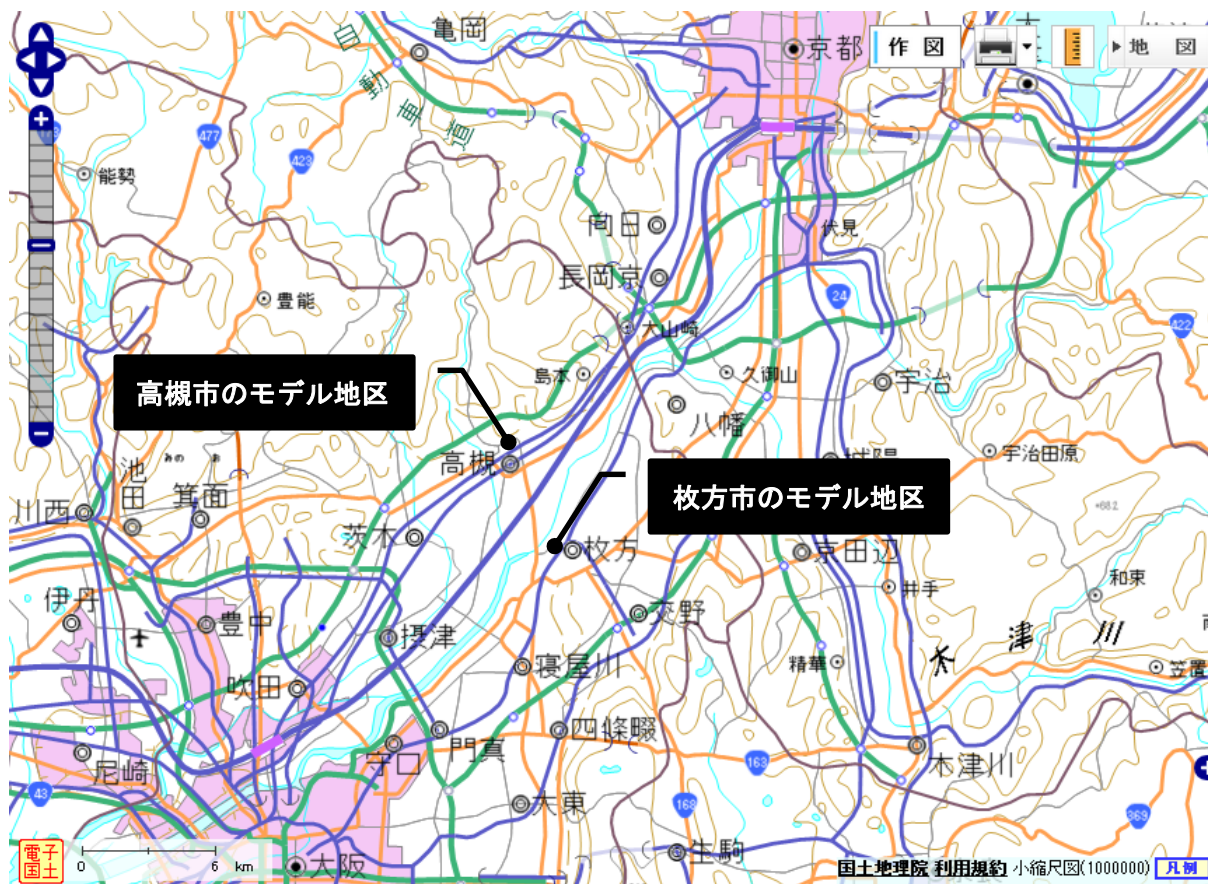 亀岡
京都
作 図
地 図
477
423
能勢
向日
伏見
長岡京
豊能
24
大山崎
422
島本
久御山
宇治
高槻市のモデル地区
八幡
高槻
城陽
宇治田原
みの お
池田
箕面
川西
枚方市のモデル地区
茨木
枚方
京田辺
和束
井手
伊丹
豊中
摂津
交野
津 川
精華
寝屋川
笠置
吹田
門真
四條畷
守口
尼崎
163
木津川
43
大東
168
369
電子国土
0 6 km
大阪
生駒
国土地理院 利用規約 小縮尺図(1000000) 凡例